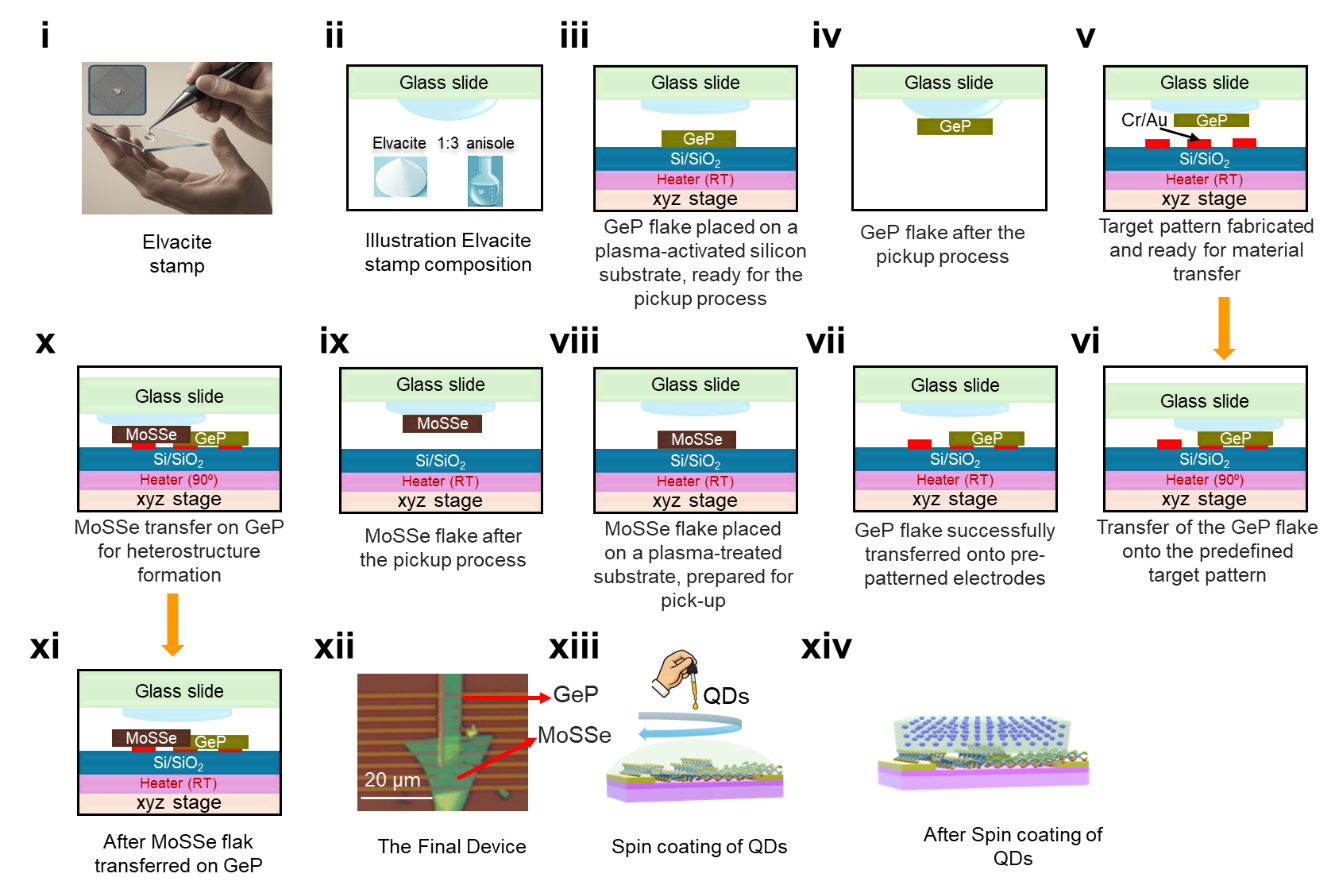 i
Elvacite
stamp
ii
Glass slide
Elvacite 1:3 anisole
Illustration Elvacite
stamp composition
iii
Glass slide
GeP
Si/SiO₂
Heater (RT)
xyz stage
GeP flake placed on a
plasma-activated silicon
substrate, ready for the
pickup process
iv
Glass slide
GeP
GeP flake after the
pickup process
v
Glass slide
GeP
Cr/Au
Si/SiO₂
Heater (RT)
xyz stage
Target pattern fabricated
and ready for material
transfer
x
Glass slide
MoSSe
GeP
Si/SiO₂
Heater (90º)
xyz stage
MoSSe transfer on GeP
for heterostructure
formation
ix
Glass slide
MoSSe
Si/SiO₂
Heater (RT)
xyz stage
MoSSe flake after
the pickup process
viii
Glass slide
MoSSe
Si/SiO₂
Heater (RT)
xyz stage
MoSSe flake placed
on a plasma-treated
substrate, prepared for
pick-up
vii
Glass slide
GeP
Si/SiO₂
Heater (RT)
xyz stage
GeP flake successfully
transferred onto pre-
patterned electrodes
vi
Glass slide
GeP
Si/SiO₂
Heater (90º)
xyz stage
Transfer of the GeP flake
onto the predefined
target pattern
xi
Glass slide
MoSSe
GeP
Si/SiO₂
Heater (RT)
xyz stage
After MoSSe flak
transferred on GeP
xii
GeP
MoSSe
20 µm
The Final Device
xiii
QDs
Spin coating of QDs
xiv
After Spin coating of
QDs